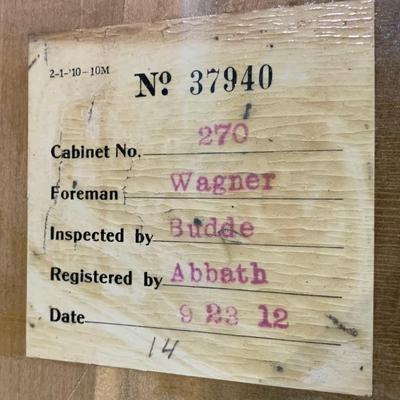 2-1-'10-10M
No 37940
Cabinet No. 270
Foreman Wagner
Inspected by Budde
Registered by Abbath
Date 9 23 12
14